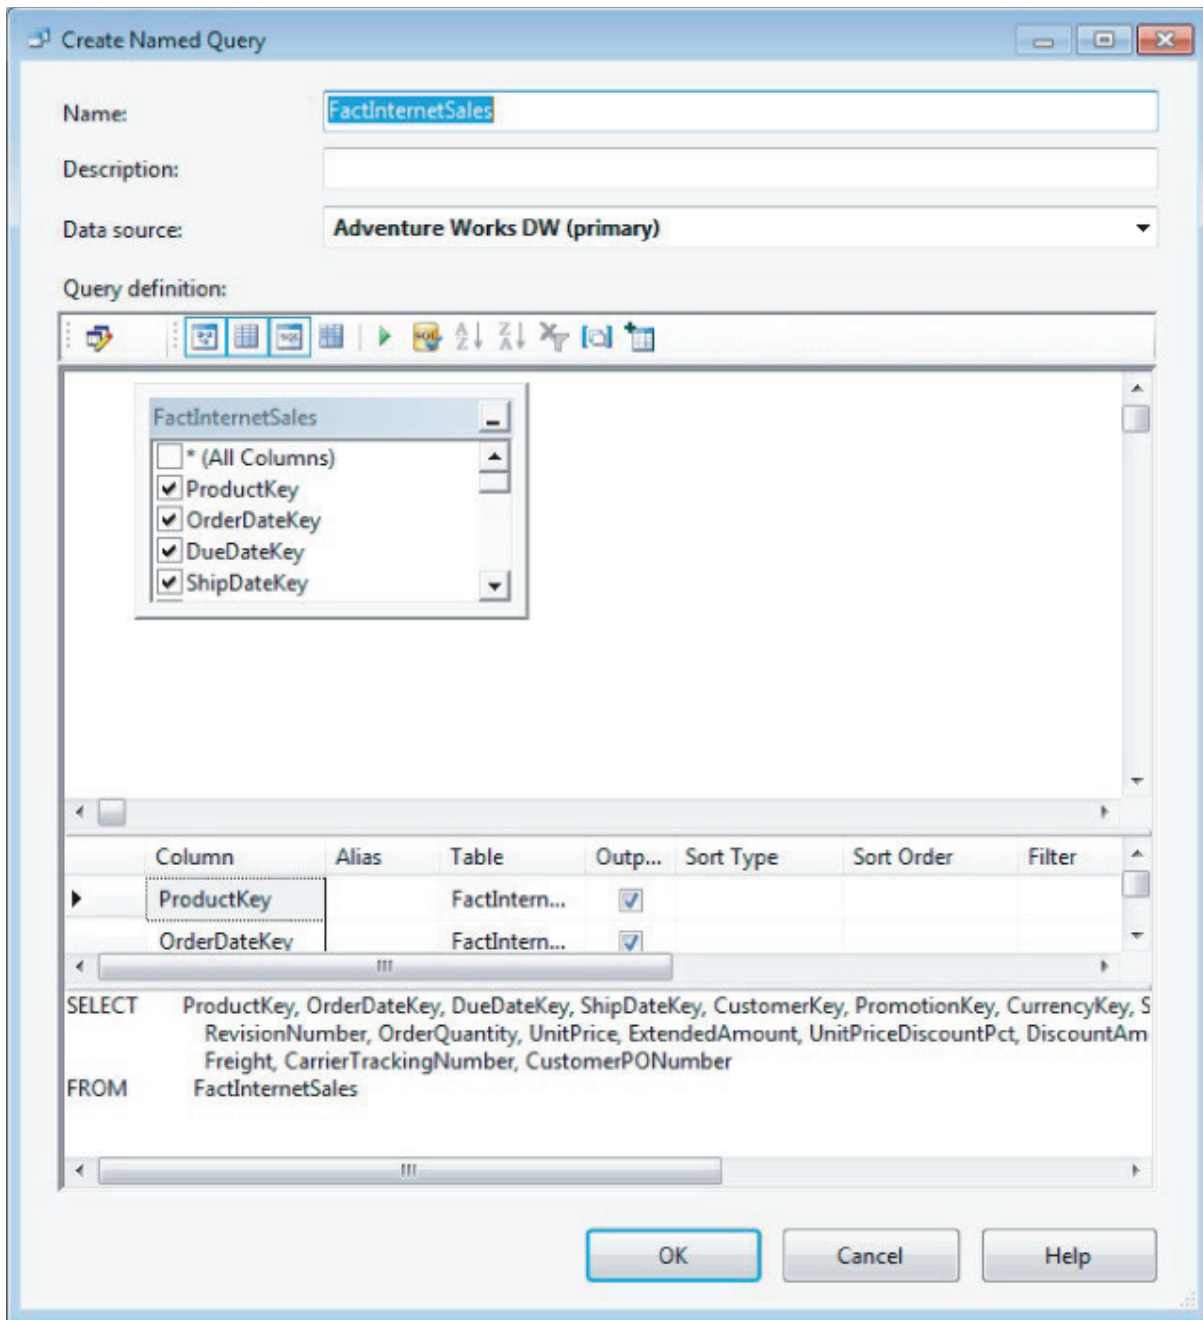 Create Named Query
Name:
FactInternetSales
Description:
Data source:
Adventure Works DW (primary)
Query definition:
FactInternetSales
* (All Columns)
ProductKey
OrderDateKey
DueDateKey
ShipDateKey
Column Alias Table Outp... Sort Type Sort Order Filter
ProductKey FactIntern...
OrderDateKey FactIntern...
SELECT ProductKey, OrderDateKey, DueDateKey, ShipDateKey, CustomerKey, PromotionKey, CurrencyKey, S
RevisionNumber, OrderQuantity, UnitPrice, ExtendedAmount, UnitPriceDiscountPct, DiscountAm
Freight, CarrierTrackingNumber, CustomerPONumber
FROM FactInternetSales
OK Cancel Help